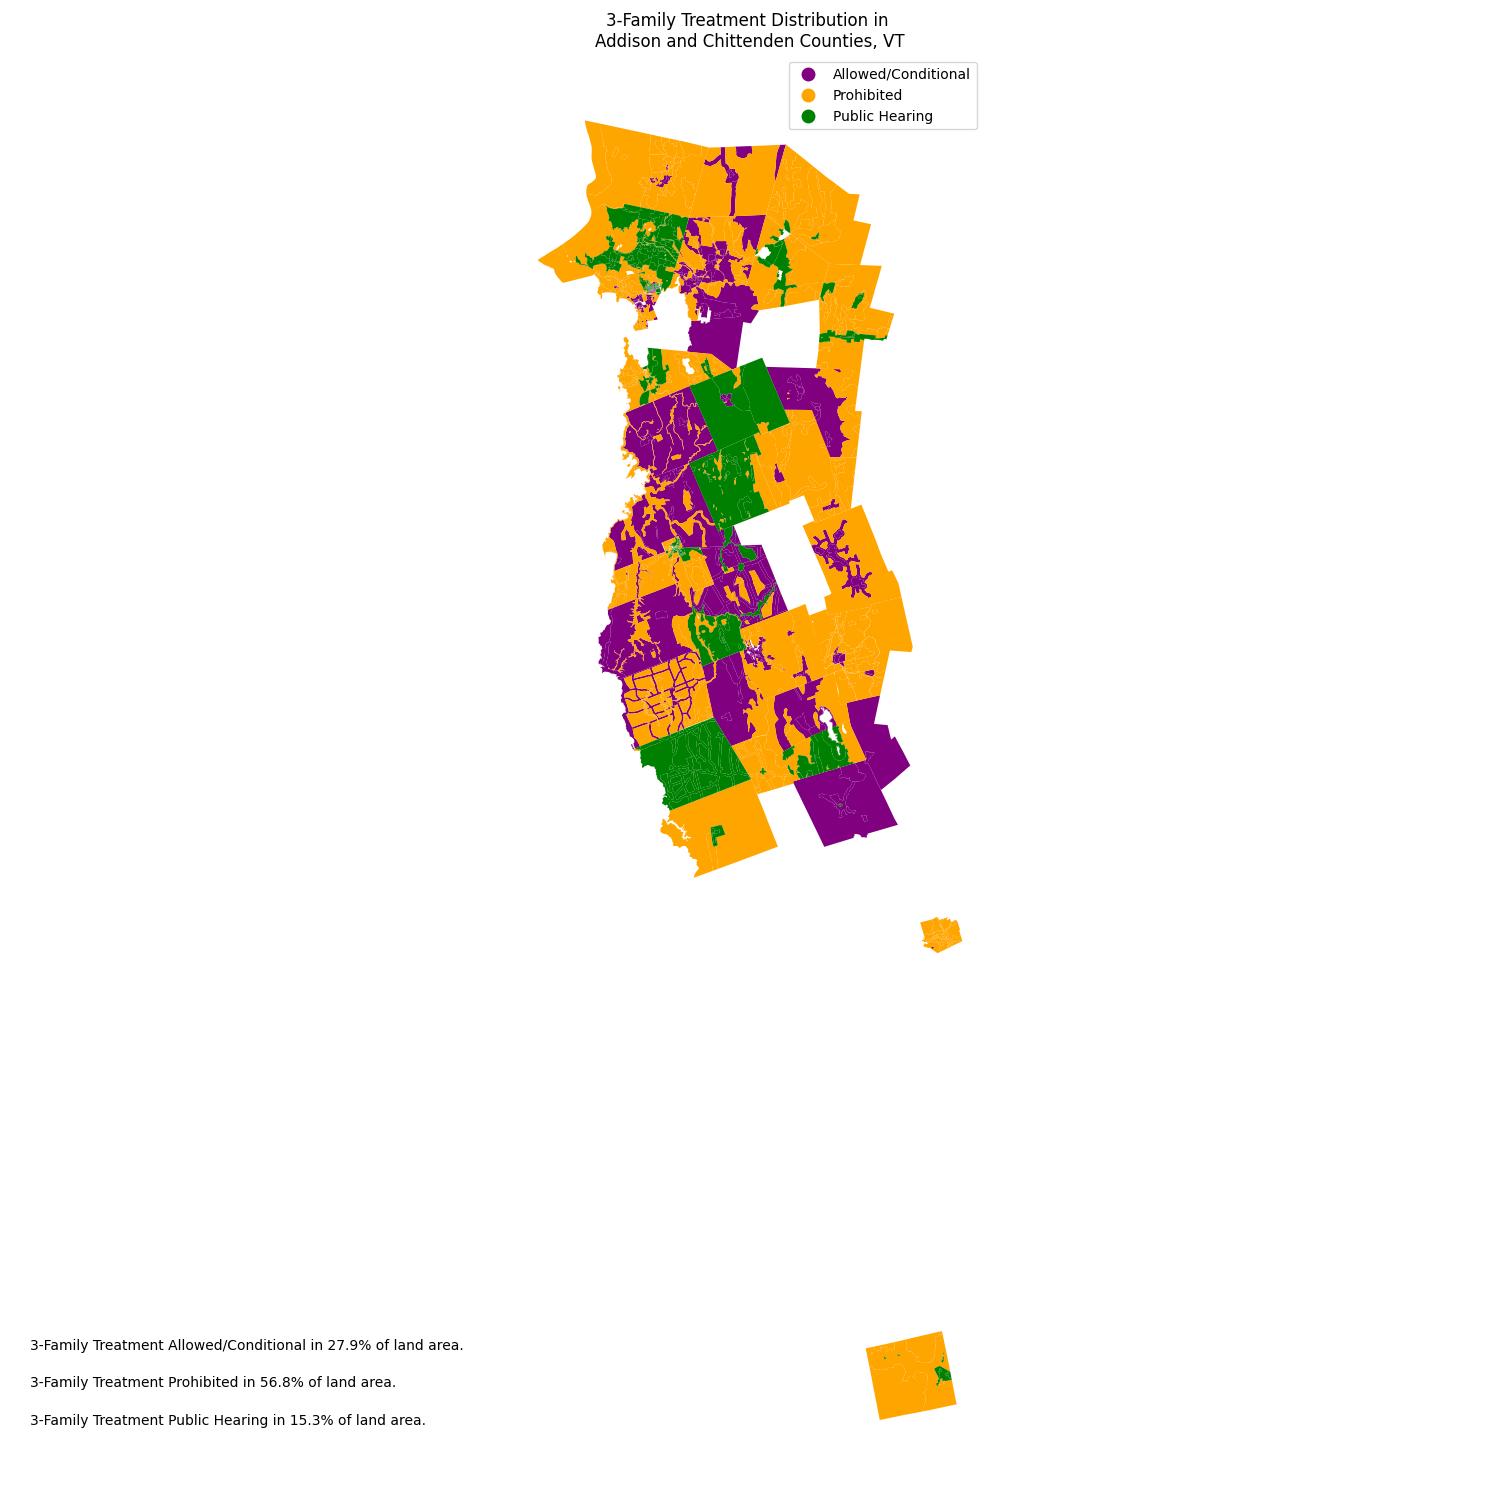 3-Family Treatment Distribution in
Addison and Chittenden Counties, VT
Allowed/Conditional
Prohibited
Public Hearing
3-Family Treatment Allowed/Conditional in 27.9% of land area.
3-Family Treatment Prohibited in 56.8% of land area.
3-Family Treatment Public Hearing in 15.3% of land area.